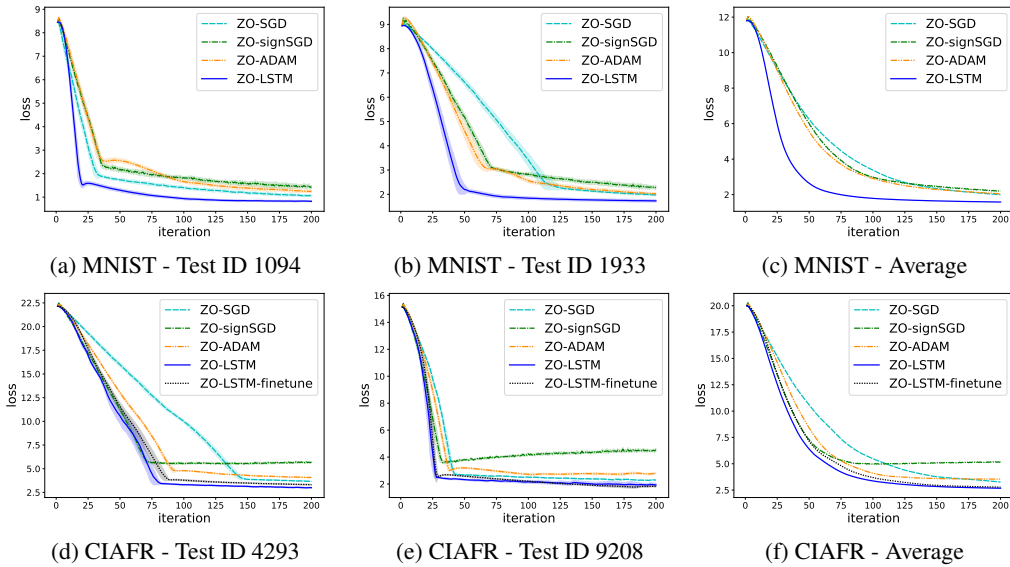 9
8
7
6
5
4
3
2
1
loss
0
25
50
75
100
125
150
175
200
iteration
ZO-SGD
ZO-signSGD
ZO-ADAM
ZO-LSTM
(a) MNIST - Test ID 1094
9
8
7
6
5
4
3
2
1
loss
0
25
50
75
100
125
150
175
200
iteration
ZO-SGD
ZO-signSGD
ZO-ADAM
ZO-LSTM
(b) MNIST - Test ID 1933
12
10
8
6
4
2
loss
0
25
50
75
100
125
150
175
200
iteration
ZO-SGD
ZO-signSGD
ZO-ADAM
ZO-LSTM
(c) MNIST - Average
22.5
20.0
17.5
15.0
12.5
10.0
7.5
5.0
2.5
loss
0
25
50
75
100
125
150
175
200
iteration
ZO-SGD
ZO-signSGD
ZO-ADAM
ZO-LSTM
ZO-LSTM-finetune
(d) CIAFR - Test ID 4293
16
14
12
10
8
6
4
2
loss
0
25
50
75
100
125
150
175
200
iteration
ZO-SGD
ZO-signSGD
ZO-ADAM
ZO-LSTM
ZO-LSTM-finetune
(e) CIAFR - Test ID 9208
20.0
17.5
15.0
12.5
10.0
7.5
5.0
2.5
loss
0
25
50
75
100
125
150
175
200
iteration
ZO-SGD
ZO-signSGD
ZO-ADAM
ZO-LSTM
ZO-LSTM-finetune
(f) CIAFR - Average